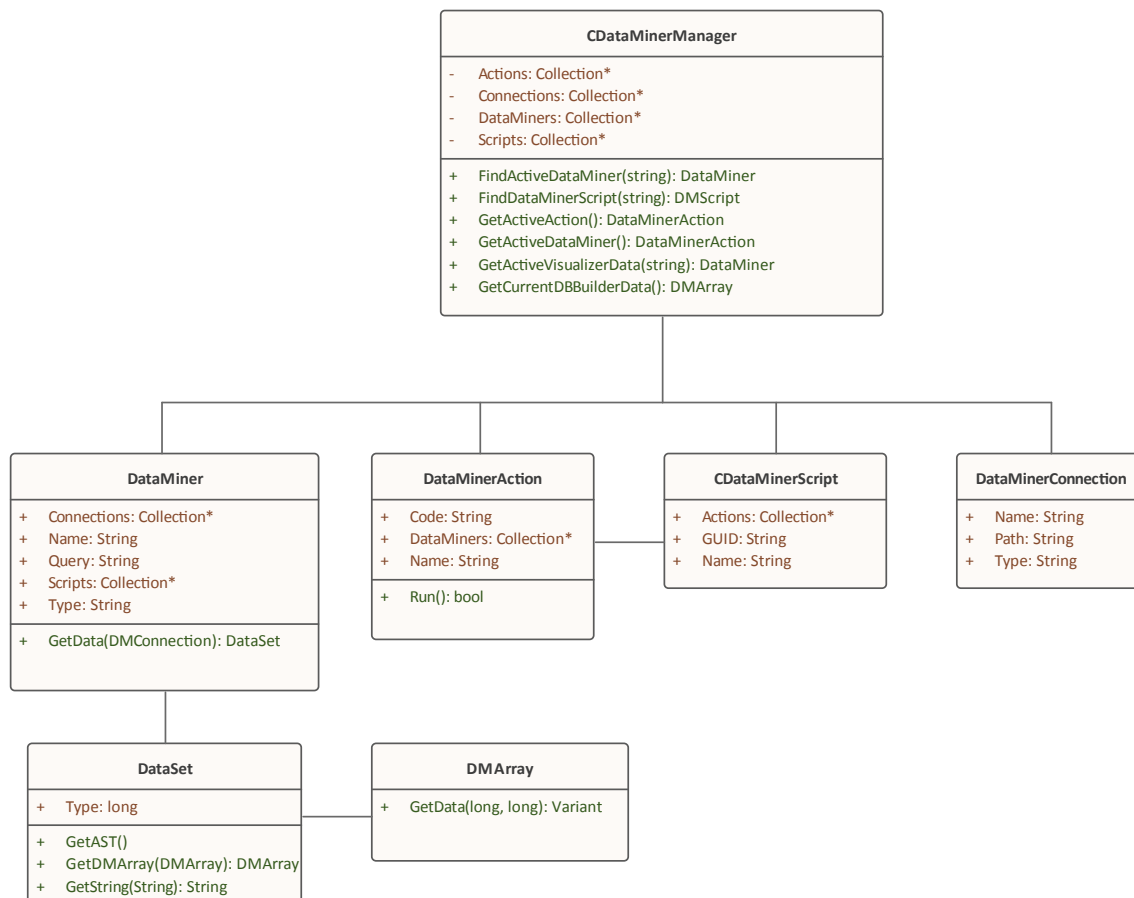 CDataMinerManager
- Actions: Collection*
- Connections: Collection*
- DataMiners: Collection*
- Scripts: Collection*
+ FindActiveDataMiner(string): DataMiner
+ FindDataMinerScript(string): DMScript
+ GetActiveAction(): DataMinerAction
+ GetActiveDataMiner(): DataMinerAction
+ GetActiveVisualizerData(string): DataMiner
+ GetCurrentDBBuilderData(): DMArray
DataMiner
+ Connections: Collection*
+ Name: String
+ Query: String
+ Scripts: Collection*
+ Type: String
+ GetData(DMConnection): DataSet
DataMinerAction
+ Code: String
+ DataMiners: Collection*
+ Name: String
+ Run(): bool
CDataMinerScript
+ Actions: Collection*
+ GUID: String
+ Name: String
DataMinerConnection
+ Name: String
+ Path: String
+ Type: String
DataSet
+ Type: long
+ GetAST()
+ GetDMArray(DMArray): DMArray
+ GetString(String): String
DMArray
+ GetData(long, long): Variant